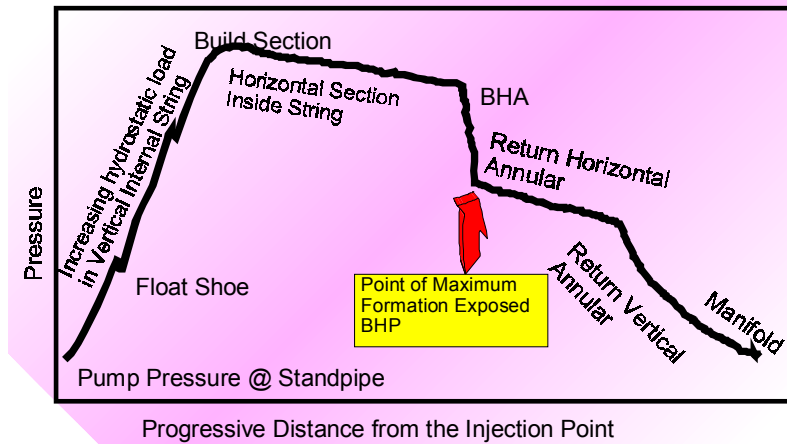 Build Section
Increasing hydrostatic load
in Vertical Internal String
Horizontal Section
Inside String
BHA
Return Horizontal
Annular
Pressure
Float Shoe
Point of Maximum
Formation Exposed
BHP
Return Vertical
Annular
Manifold
Pump Pressure @ Standpipe
Progressive Distance from the Injection Point